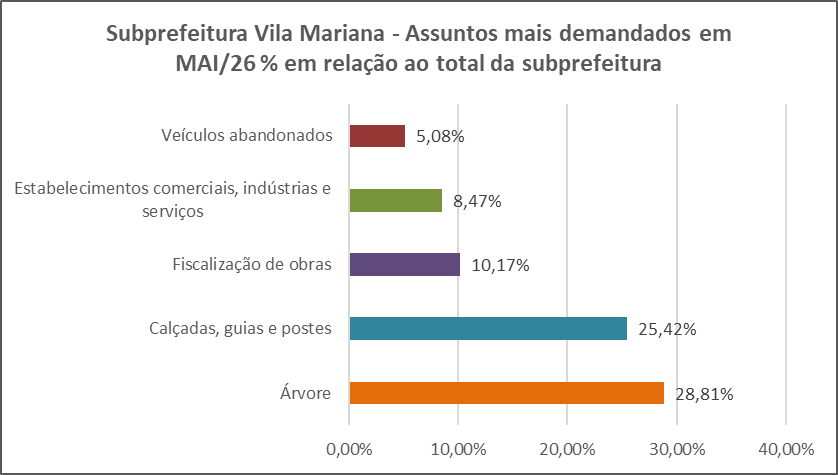 Subprefeitura Vila Mariana - Assuntos mais demandados em
MAI/26 % em relação ao total da subprefeitura
Veículos abandonados
5,08%
Estabelecimentos comerciais, indústrias e
serviços
8,47%
Fiscalização de obras
10,17%
Calçadas, guias e postes
25,42%
Árvore
28,81%
0,00%
10,00%
20,00%
30,00%
40,00%